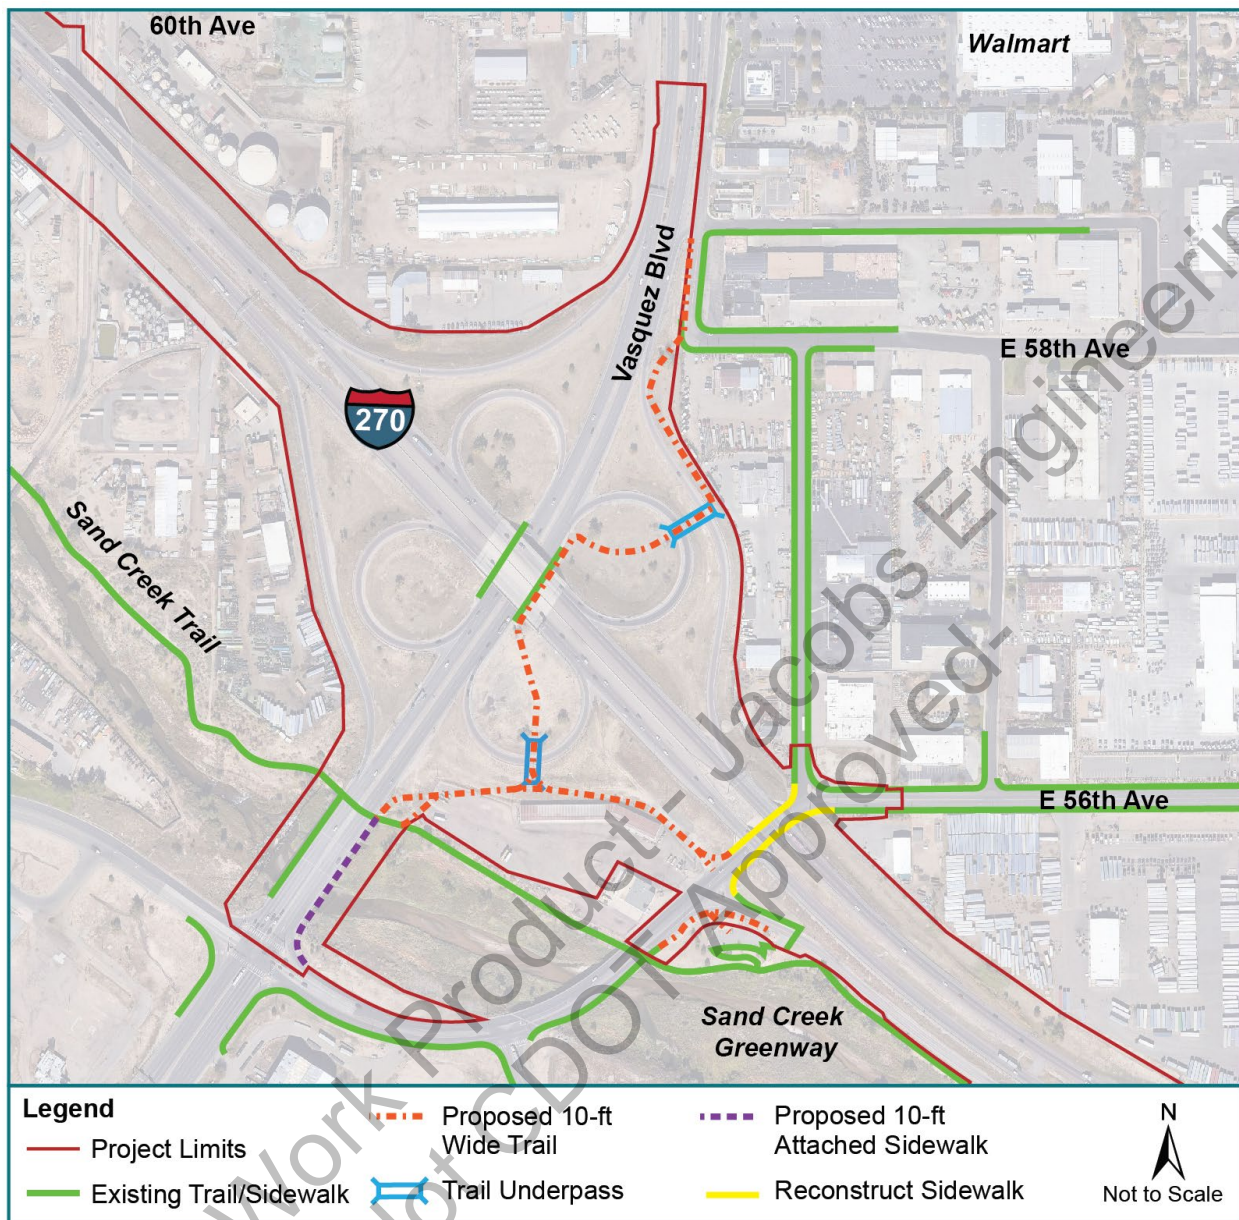 60th Ave
Walmart
Vasquez Blvd
E 58th Ave
270
Sand Creek Trail
E 56th Ave
Sand Creek
Greenway
Work Product - Jacobs Engineerin
Not CDOT Approved-
Legend
Project Limits
Existing Trail/Sidewalk
Proposed 10-ft
Wide Trail
Trail Underpass
Proposed 10-ft
Attached Sidewalk
Reconstruct Sidewalk
N
Not to Scale